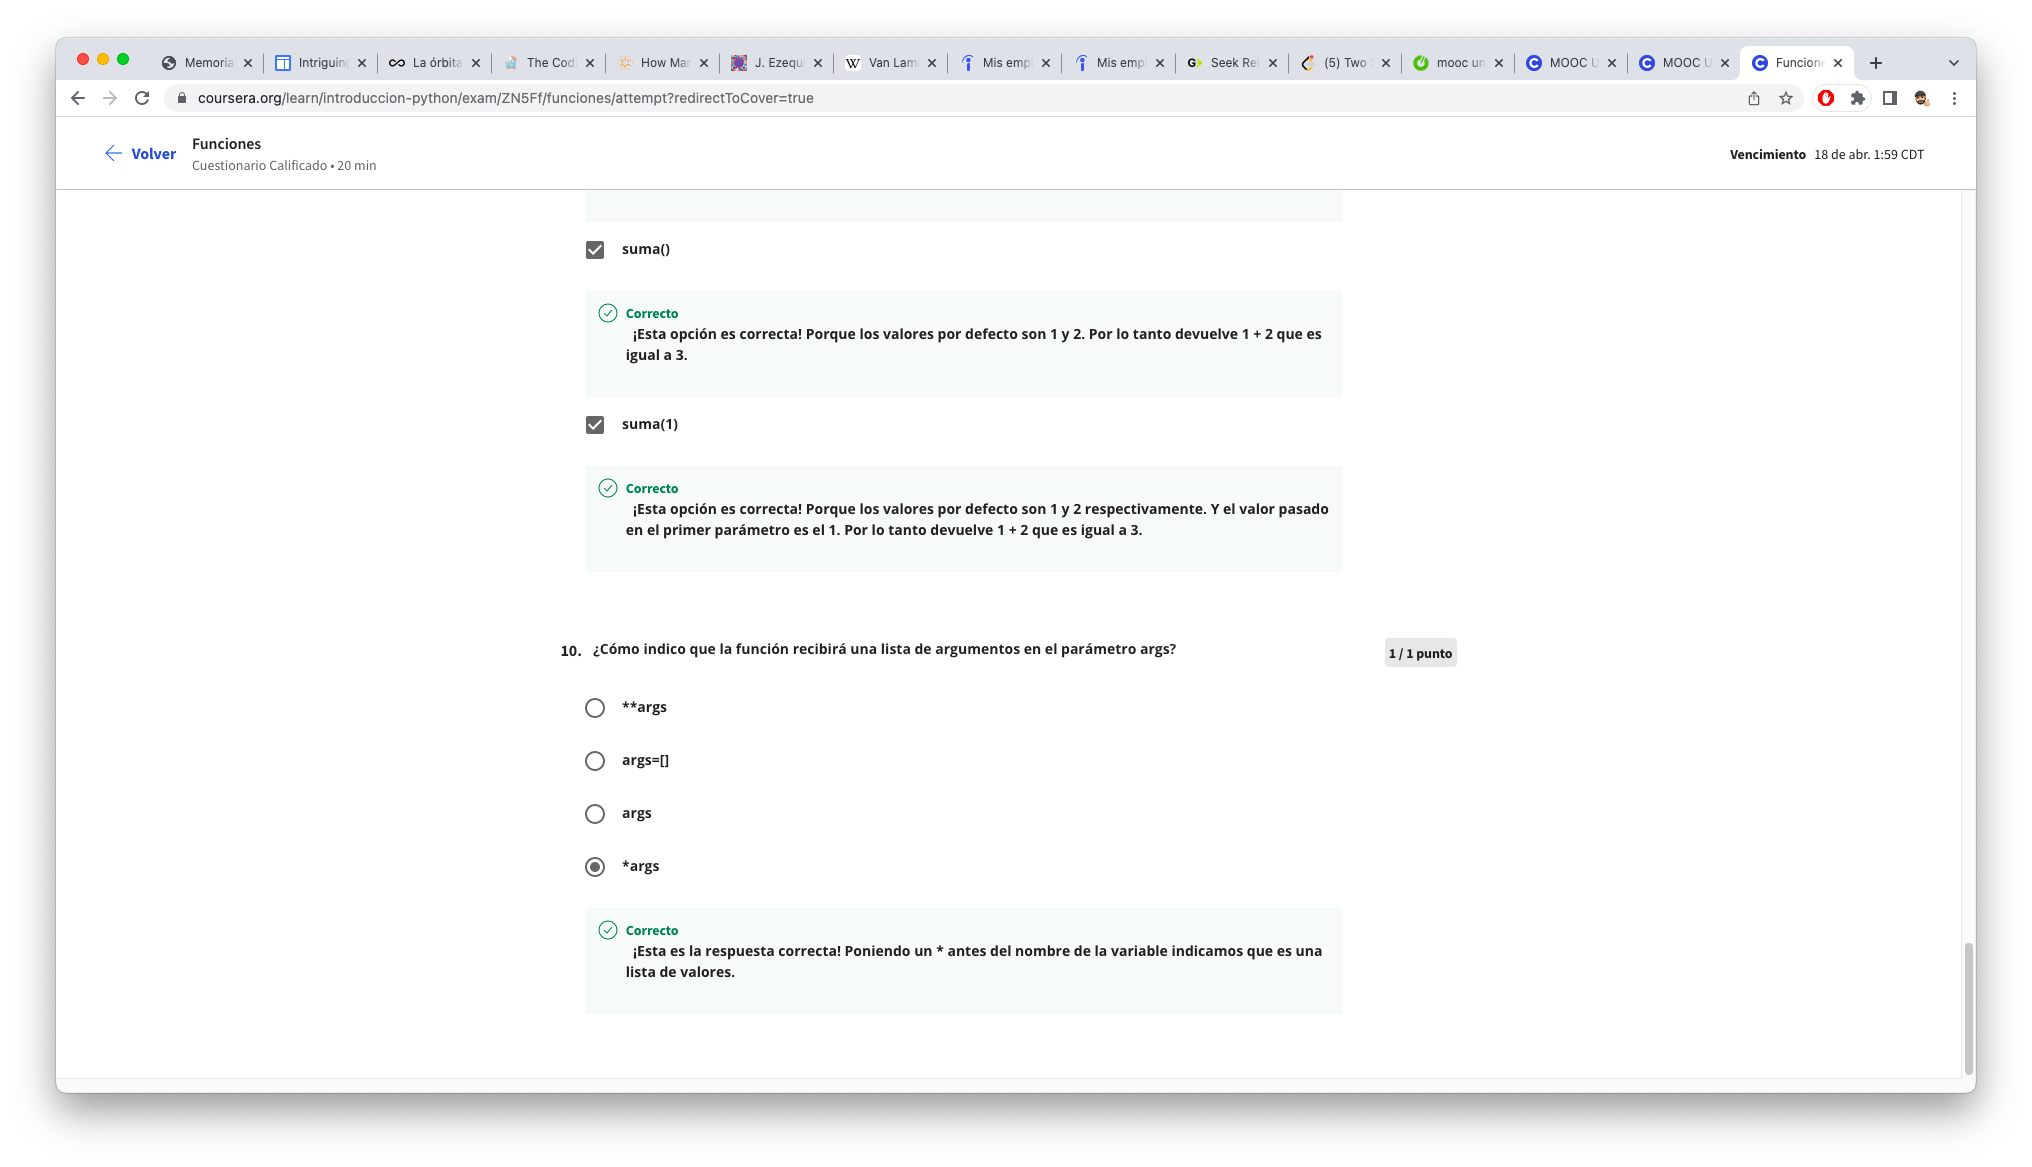 Memoria
Intriguin
La órbita
The Cod
How Mar
J. Ezequ
Van Lam
Mis emp
Mis emp
Seek Rei
(5) Two
mooc un
MOOC U
MOOC U
Funcione
coursera.org/learn/introduccion-python/exam/ZN5Ff/funciones/attempt?redirectToCover=true
Volver
Funciones
Cuestionario Calificado • 20 min
Vencimiento 18 de abr. 1:59 CDT
suma()
Correcto
¡Esta opción es correcta! Porque los valores por defecto son 1 y 2. Por lo tanto devuelve 1 + 2 que es
igual a 3.
suma(1)
Correcto
¡Esta opción es correcta! Porque los valores por defecto son 1 y 2 respectivamente. Y el valor pasado
en el primer parámetro es el 1. Por lo tanto devuelve 1 + 2 que es igual a 3.
10. ¿Cómo indico que la función recibirá una lista de argumentos en el parámetro args?
1 / 1 punto
**args
args=[]
args
*args
Correcto
¡Esta es la respuesta correcta! Poniendo un * antes del nombre de la variable indicamos que es una
lista de valores.